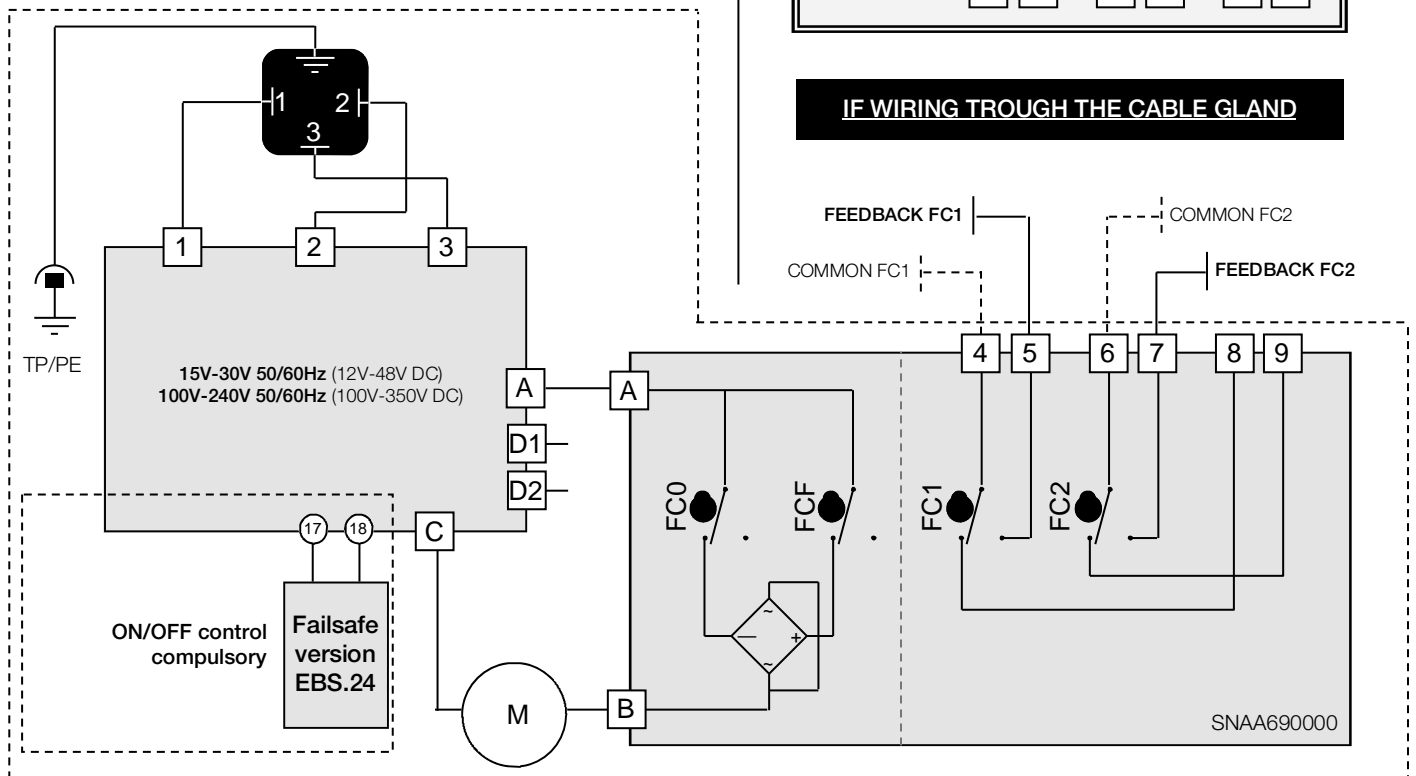 IF WIRING TROUGH THE CABLE GLAND
1
2
3
FEEDBACK FC1
COMMON FC2
COMMON FC1
FEEDBACK FC2
1
2
3
TP/PE
4
5
6
7
8
9
15V-30V 50/60Hz (12V-48V DC)
100V-240V 50/60Hz (100V-350V DC)
A
A
D1
D2
FC0
FCF
FC1
FC2
17
18
C
ON/OFF control
compulsory
Failsafe
version
EBS.24
~
—
+
~
M
B
SNAA690000